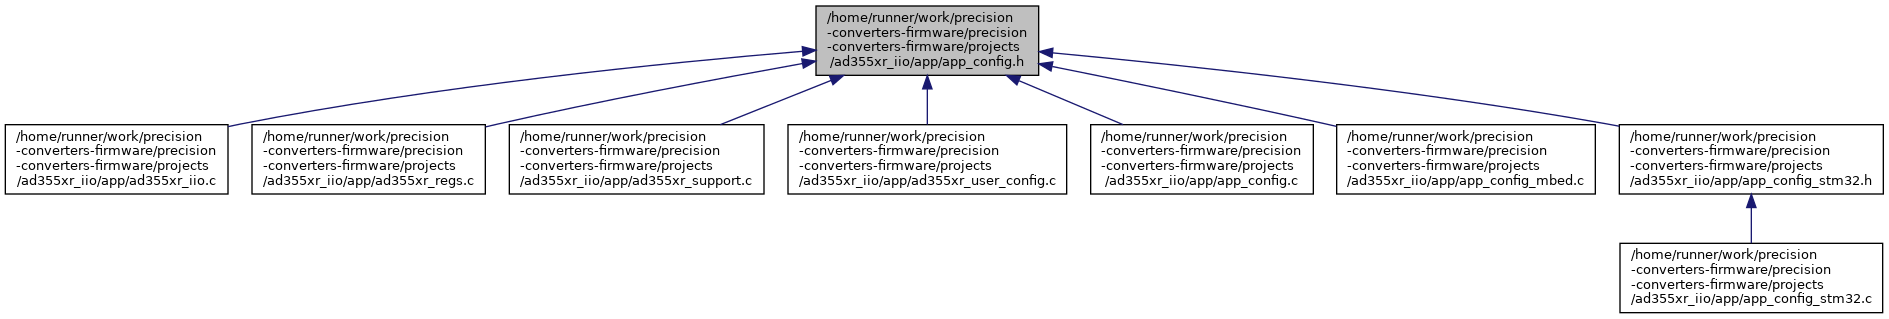 /home/runner/work/precision
-converters-firmware/precision
-converters-firmware/projects
/ad355xr_iio/app/app_config.h
/home/runner/work/precision
-converters-firmware/precision
-converters-firmware/projects
/ad355xr_iio/app/ad355xr_iio.c
/home/runner/work/precision
-converters-firmware/precision
-converters-firmware/projects
/ad355xr_iio/app/ad355xr_regs.c
/home/runner/work/precision
-converters-firmware/precision
-converters-firmware/projects
/ad355xr_iio/app/ad355xr_support.c
/home/runner/work/precision
-converters-firmware/precision
-converters-firmware/projects
/ad355xr_iio/app/ad355xr_user_config.c
/home/runner/work/precision
-converters-firmware/precision
-converters-firmware/projects
/ad355xr_iio/app/app_config.c
/home/runner/work/precision
-converters-firmware/precision
-converters-firmware/projects
/ad355xr_iio/app/app_config_mbed.c
/home/runner/work/precision
-converters-firmware/precision
-converters-firmware/projects
/ad355xr_iio/app/app_config_stm32.h
/home/runner/work/precision
-converters-firmware/precision
-converters-firmware/projects
/ad355xr_iio/app/app_config_stm32.c